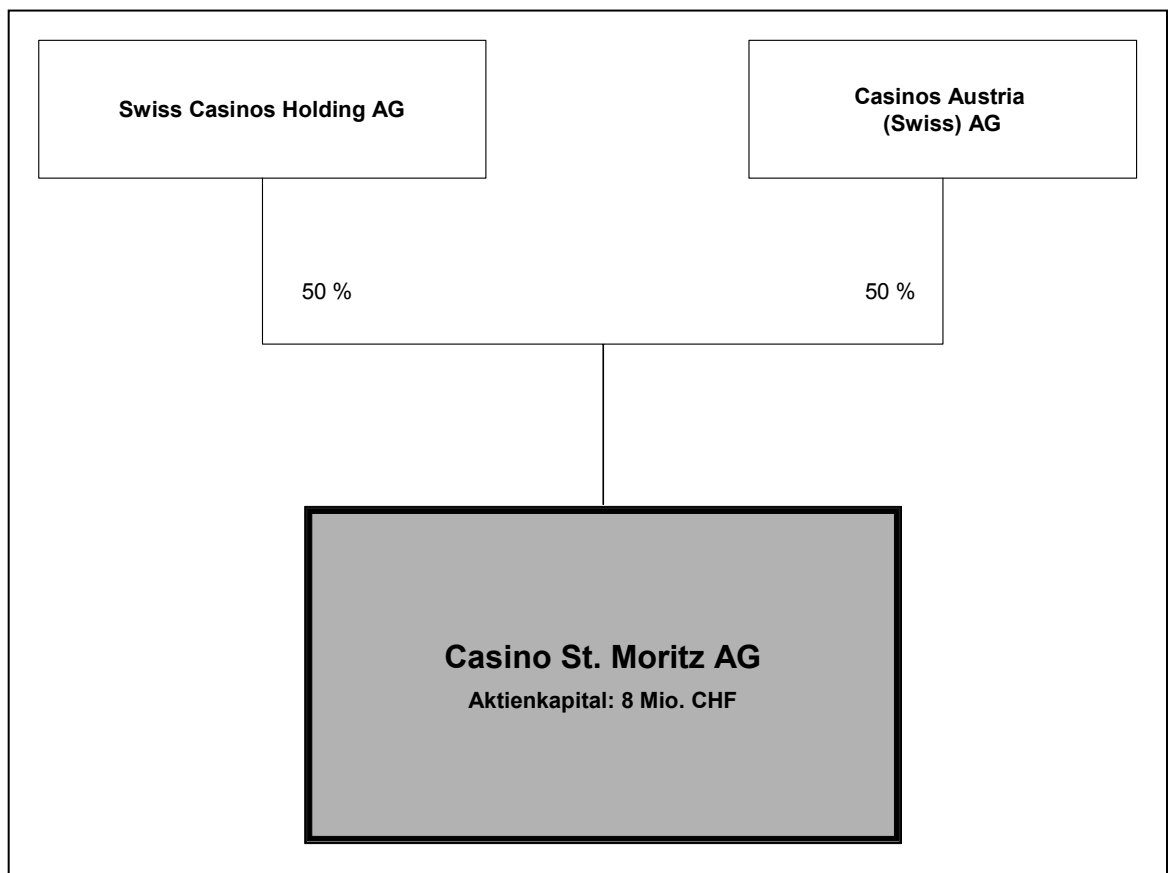 Swiss Casinos Holding AG
Casinos Austria
(Swiss) AG
50 %
50 %
Casino St. Moritz AG
Aktienkapital: 8 Mio. CHF